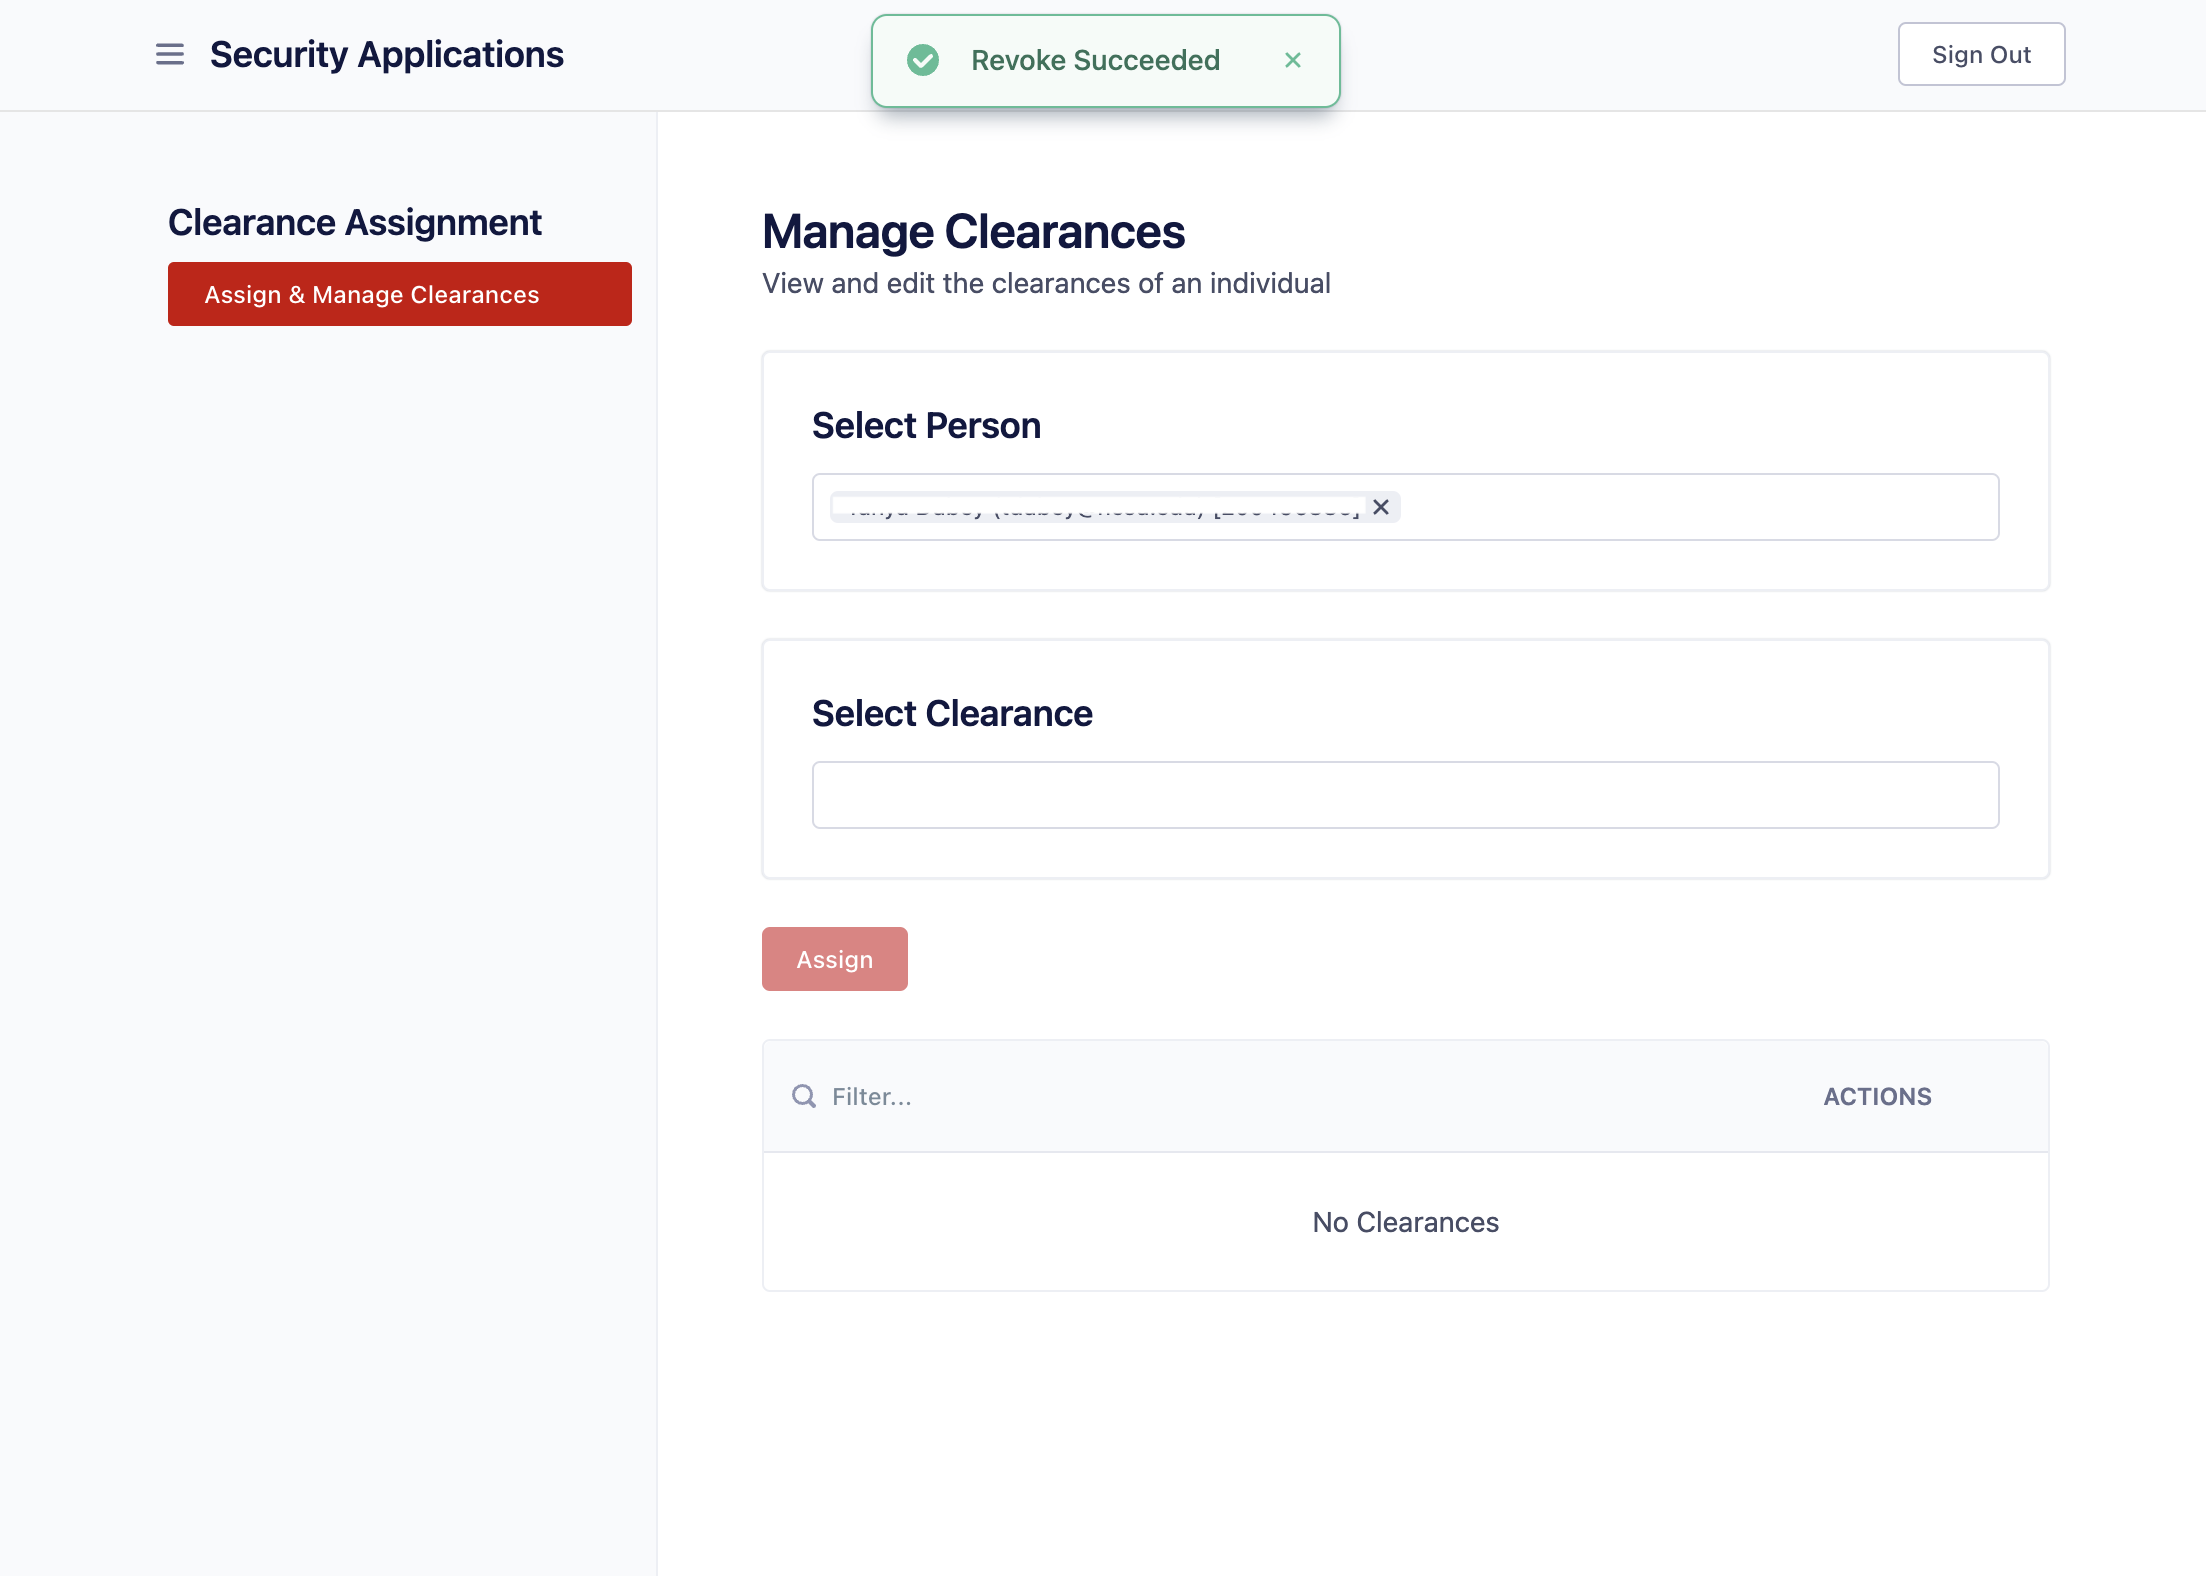 Security Applications
Revoke Succeeded
Sign Out
Clearance Assignment
Assign & Manage Clearances
Manage Clearances
View and edit the clearances of an individual
Select Person
Select Clearance
Assign
Filter...
ACTIONS
No Clearances